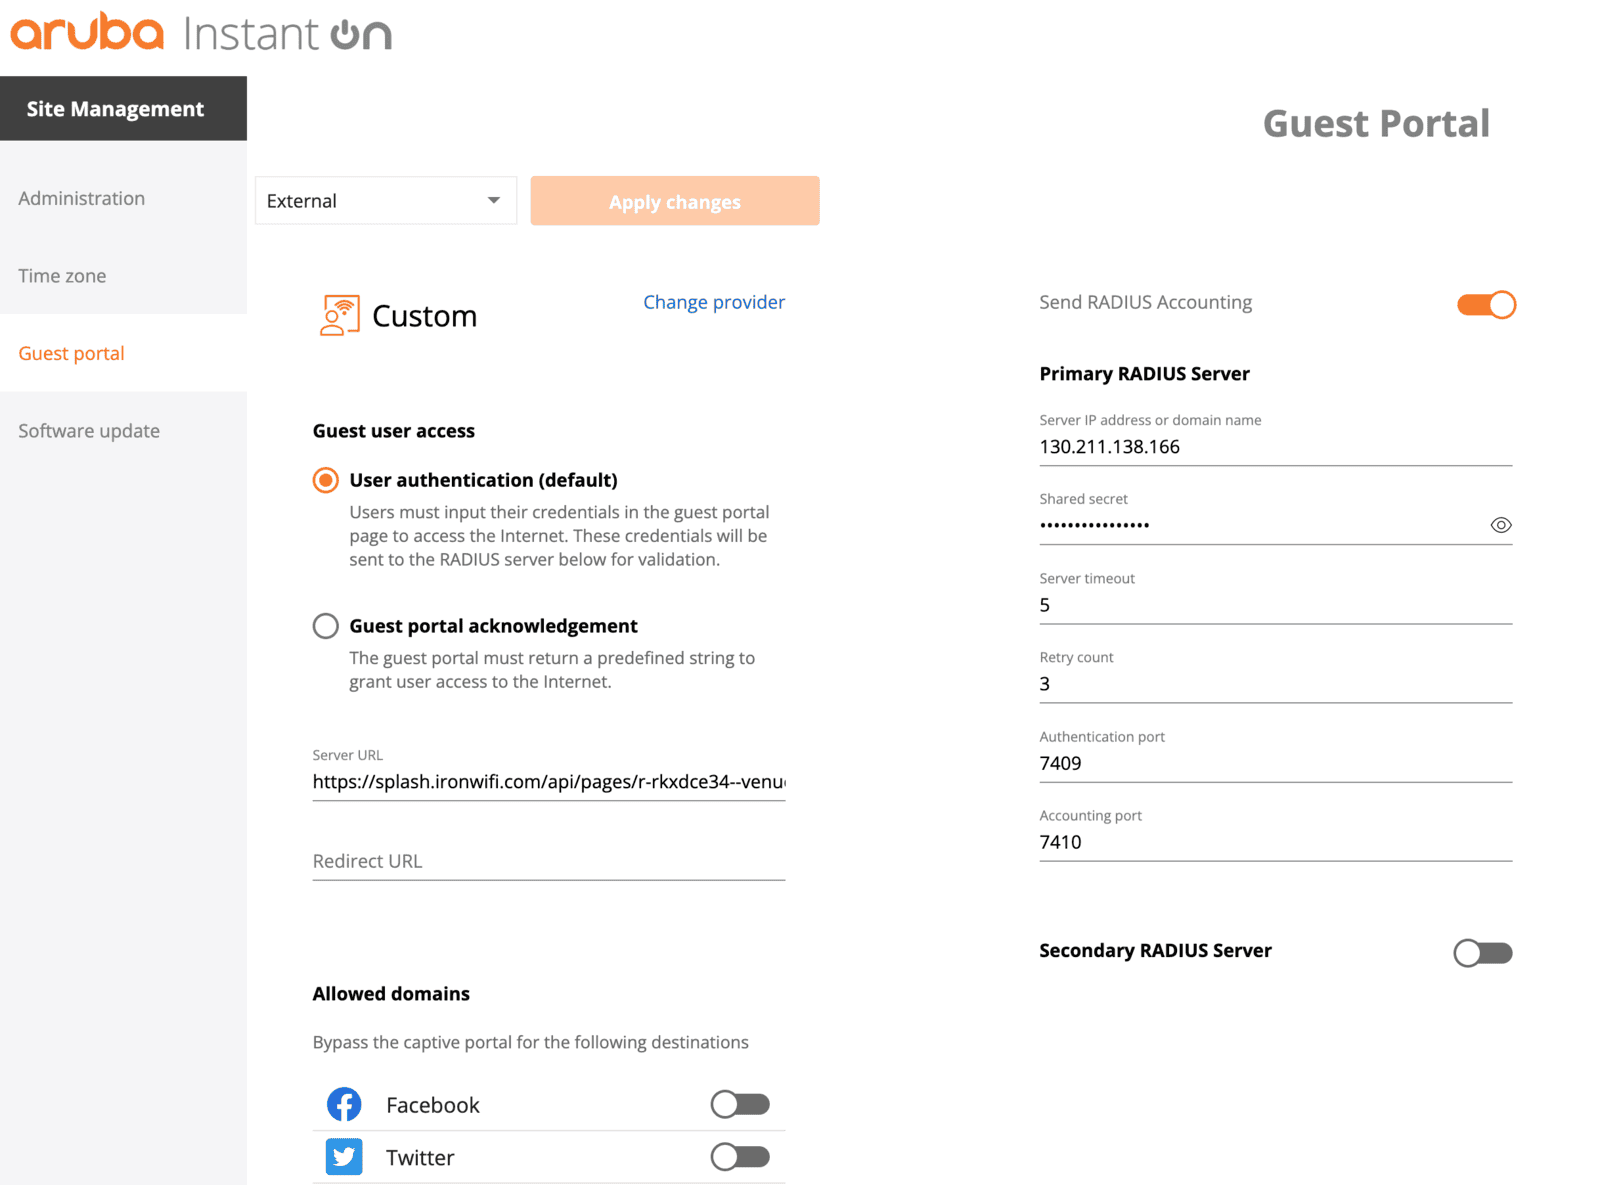 aruba Instant On
Site Management
Administration
Time zone
Guest portal
Software update
Guest Portal
External
Apply changes
Custom
Change provider
Guest user access
User authentication (default)
Users must input their credentials in the guest portal
page to access the Internet. These credentials will be
sent to the RADIUS server below for validation.
Guest portal acknowledgement
The guest portal must return a predefined string to
grant user access to the Internet.
Server URL
https://splash.ironwifi.com/api/pages/r-rkxdce34--venu
Redirect URL
Allowed domains
Bypass the captive portal for the following destinations
Facebook
Twitter
Send RADIUS Accounting
Primary RADIUS Server
Server IP address or domain name
130.211.138.166
Shared secret
••••••••••••••••
Server timeout
5
Retry count
3
Authentication port
7409
Accounting port
7410
Secondary RADIUS Server